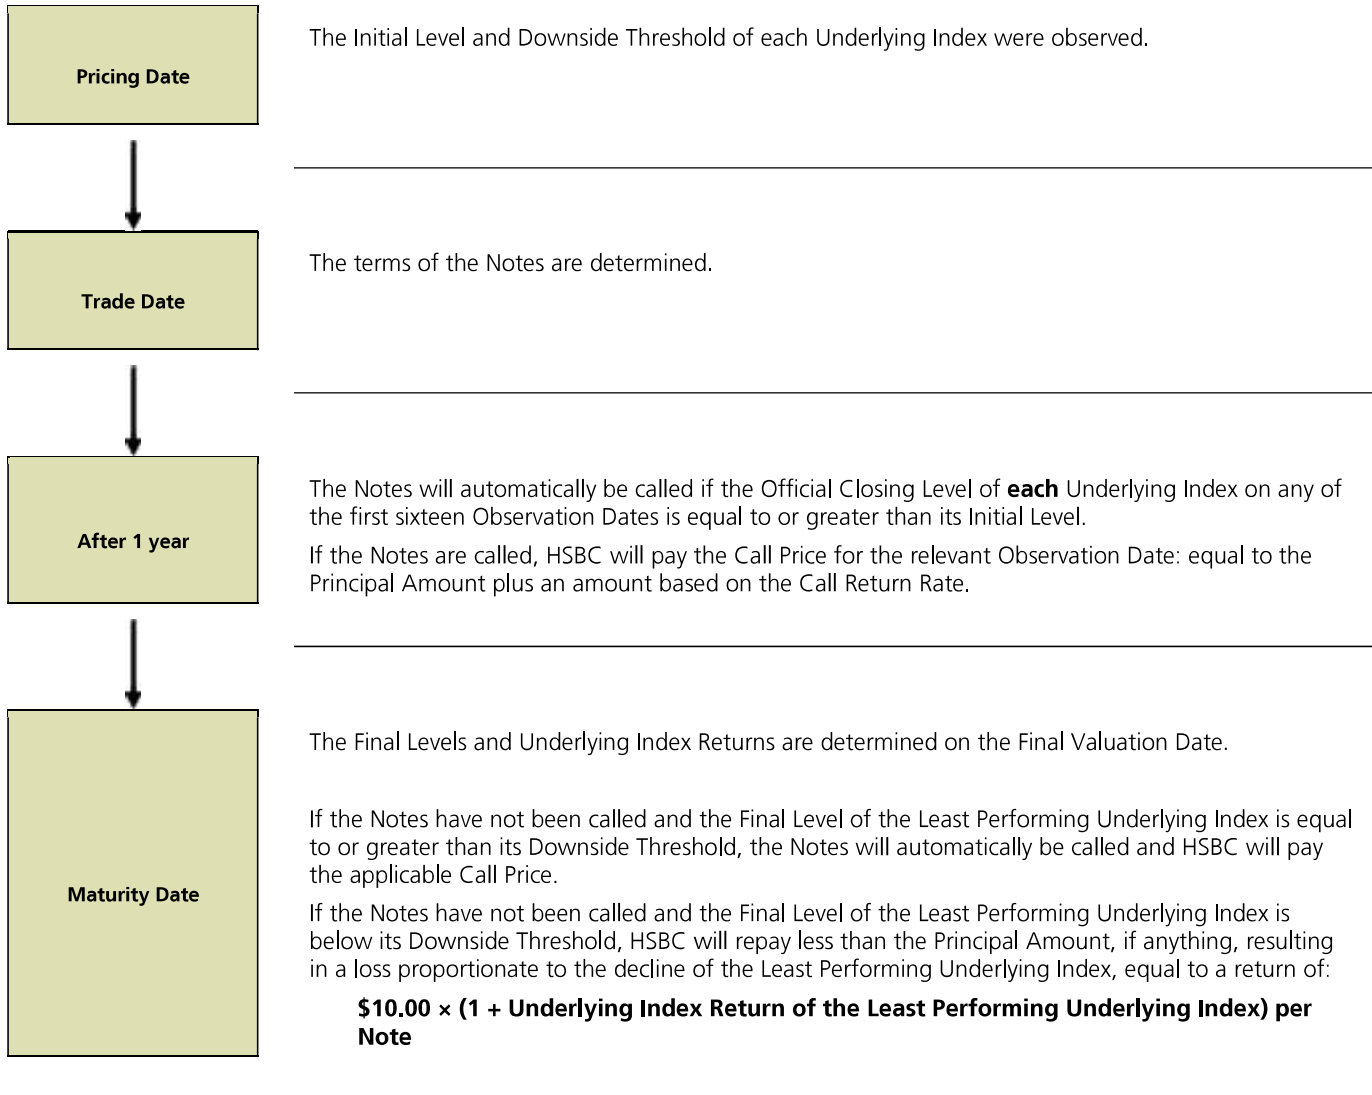 Pricing Date
The Initial Level and Downside Threshold of each Underlying Index were observed.
Trade Date
The terms of the Notes are determined.
After 1 year
The Notes will automatically be called if the Official Closing Level of each Underlying Index on any of
the first sixteen Observation Dates is equal to or greater than its Initial Level.
If the Notes are called, HSBC will pay the Call Price for the relevant Observation Date: equal to the
Principal Amount plus an amount based on the Call Return Rate.
Maturity Date
The Final Levels and Underlying Index Returns are determined on the Final Valuation Date.
If the Notes have not been called and the Final Level of the Least Performing Underlying Index is equal
to or greater than its Downside Threshold, the Notes will automatically be called and HSBC will pay
the applicable Call Price.
If the Notes have not been called and the Final Level of the Least Performing Underlying Index is
below its Downside Threshold, HSBC will repay less than the Principal Amount, if anything, resulting
in a loss proportionate to the decline of the Least Performing Underlying Index, equal to a return of:
$10.00 × (1 + Underlying Index Return of the Least Performing Underlying Index) per
Note